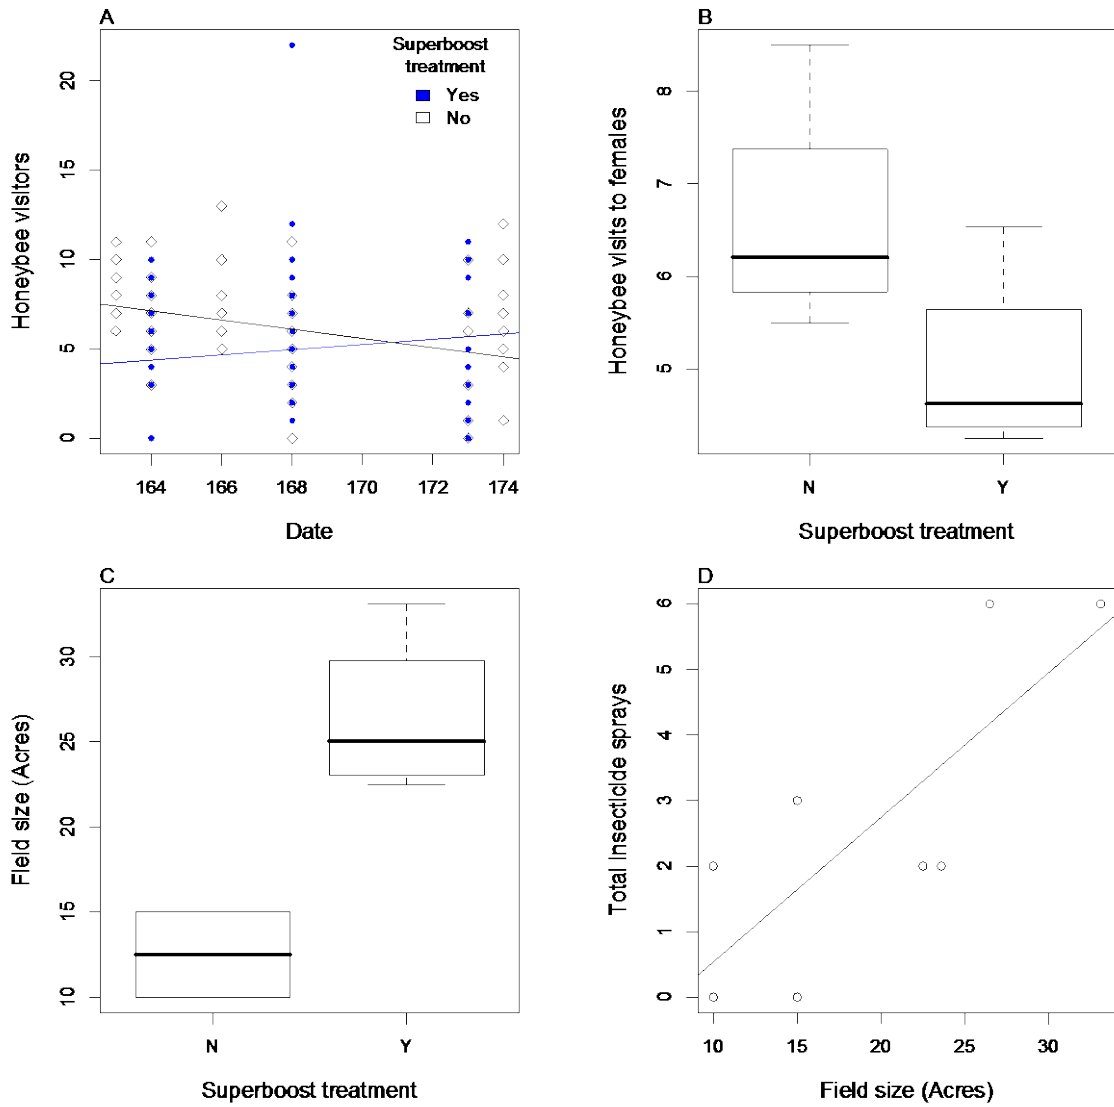 A
Superboost
treatment
Yes
No
20
15
10
5
0
Honeybee visitors
164 166 168 170 172 174
Date
B
8
7
6
5
Honeybee visits to females
N Y
Superboost treatment
C
30
25
20
15
10
Field size (Acres)
N Y
Superboost treatment
D
6
5
4
3
2
1
0
Total Insecticide sprays
10 15 20 25 30
Field size (Acres)